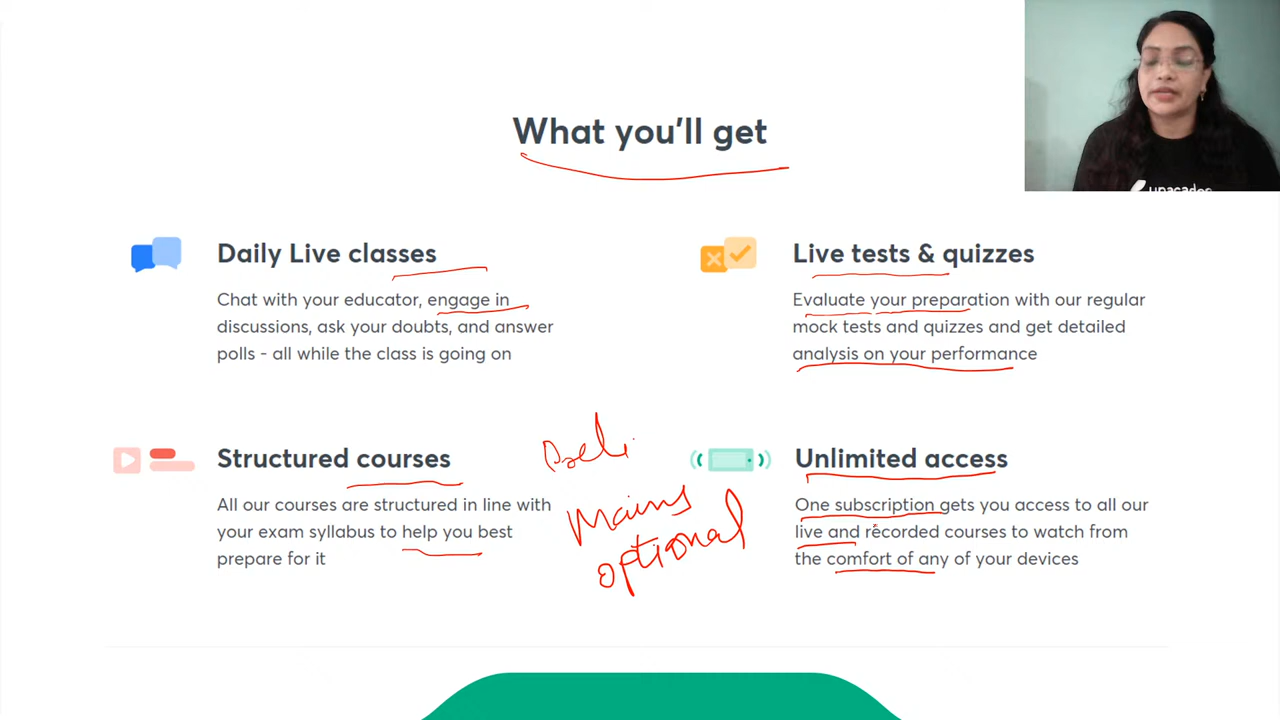 What you'll get
Daily Live classes
Chat with your educator, engage in
discussions, ask your doubts, and answer
polls - all while the class is going on
Live tests & quizzes
Evaluate your preparation with our regular
mock tests and quizzes and get detailed
analysis on your performance
Structured courses
All our courses are structured in line with
your exam syllabus to help you best
prepare for it
Mains
optional
Unlimited access
One subscription gets you access to all our
live and recorded courses to watch from
the comfort of any of your devices